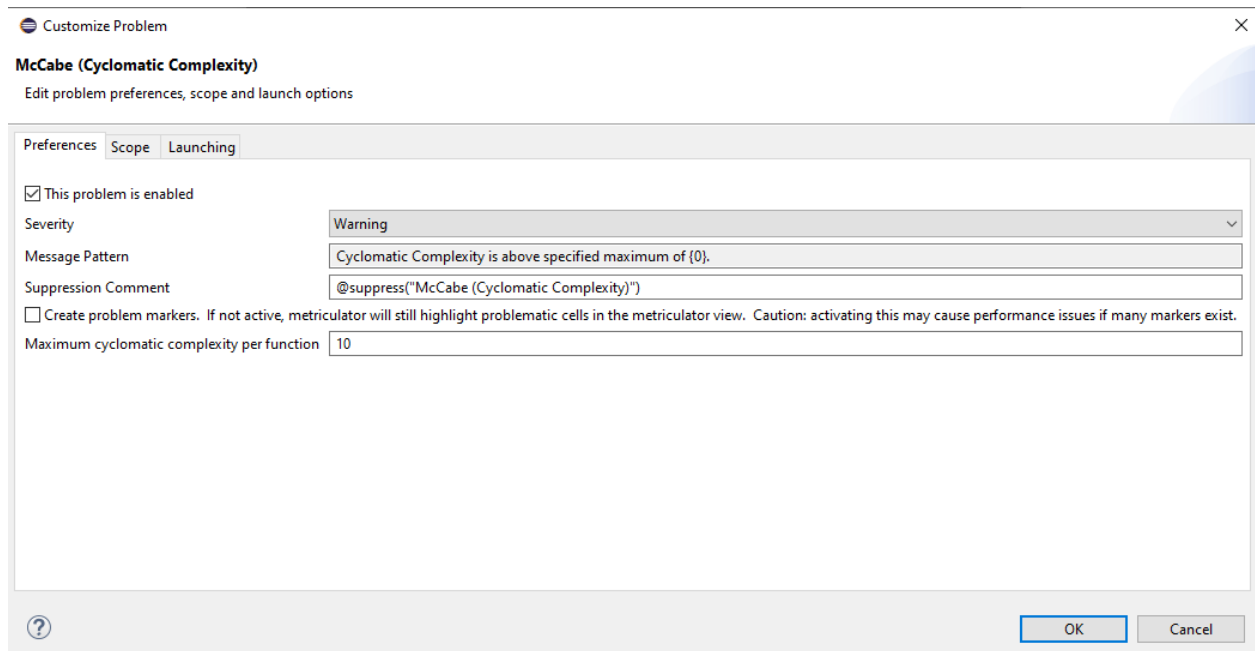 Customize Problem
McCabe (Cyclomatic Complexity)
Edit problem preferences, scope and launch options
Preferences Scope Launching
This problem is enabled
Severity Warning
Message Pattern Cyclomatic Complexity is above specified maximum of {0}.
Suppression Comment @suppress("McCabe (Cyclomatic Complexity)")
Create problem markers. If not active, metriculator will still highlight problematic cells in the metriculator view. Caution: activating this may cause performance issues if many markers exist.
Maximum cyclomatic complexity per function 10
? OK Cancel